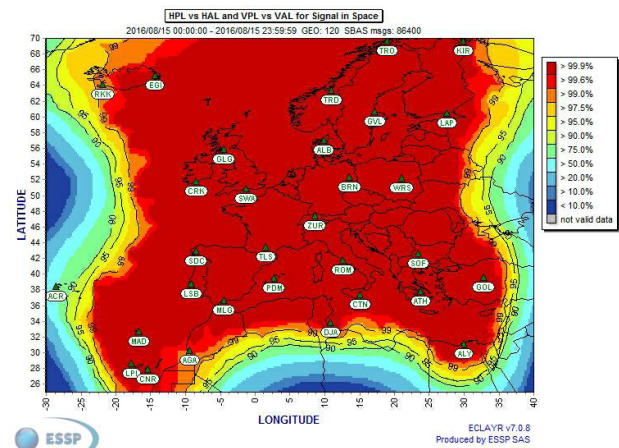 HPL vs HAL and VPL vs VAL for Signal in Space
2016/08/15 00:00:00 - 2016/08/15 23:59:59 GEO: 120 SBAS msgs: 86400
LATITUDE
70
68
66
64
62
60
58
56
54
52
50
48
46
44
42
40
38
36
34
32
30
28
26
TRO
KIR
EGI
RKK
TRD
GVL
LAP
ALB
GLG
CRK
SWA
BRN
WRS
ZUR
SDC
TLS
ROM
SOF
ACR
LSB
PDM
GOL
MLG
CTN
ATH
MAD
DJA
AGA
ALY
LPI
CNR
99
95
90
-30
-25
-20
-15
-10
-5
0
5
10
15
20
25
30
35
40
LONGITUDE
> 99.9%
> 99.6%
> 99.0%
> 97.5%
> 95.0%
> 90.0%
> 75.0%
> 50.0%
> 20.0%
> 10.0%
< 10.0%
not valid data
ESSP
ECLAYR v7.0.8
Produced by ESSP SAS